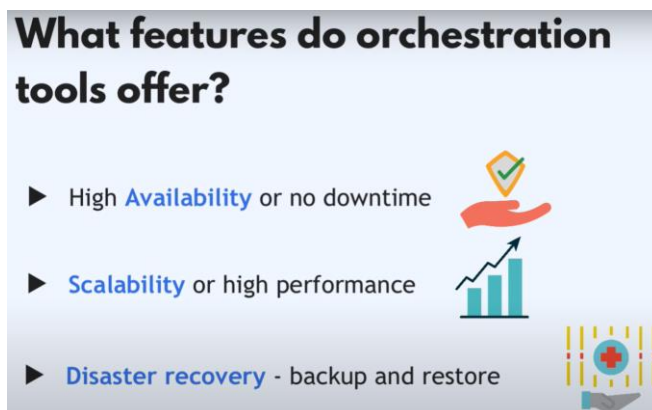 What features do orchestration
tools offer?
▶ High Availability or no downtime
▶ Scalability or high performance
▶ Disaster recovery - backup and restore